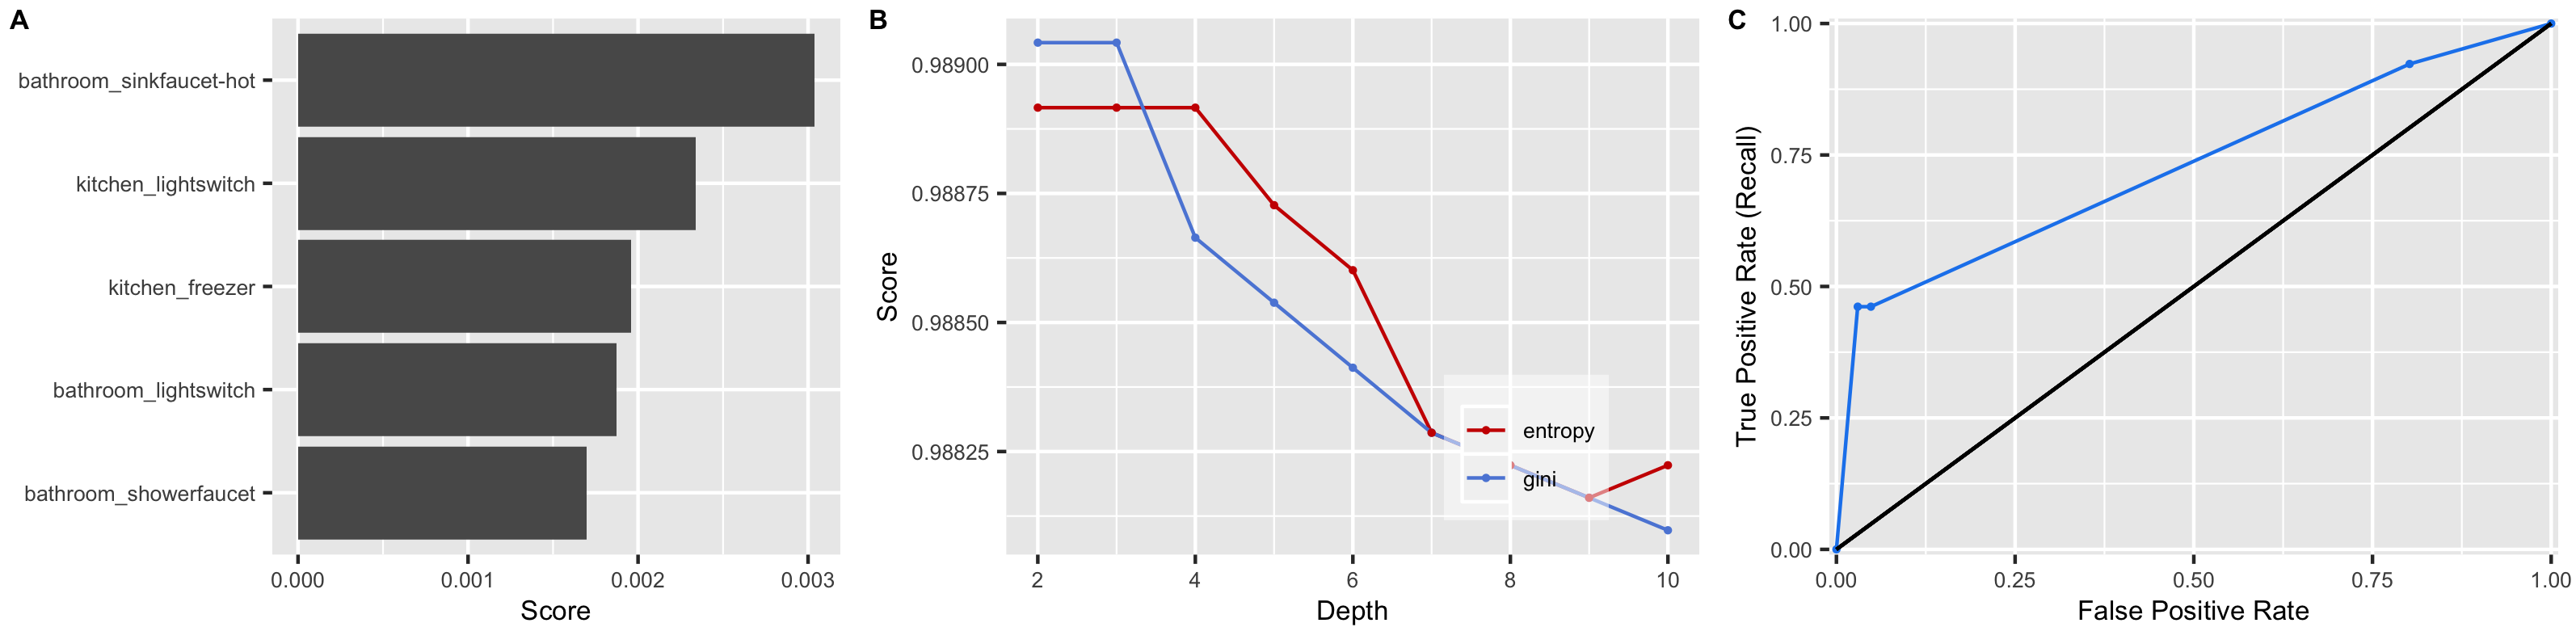 A
bathroom_sinkfaucet-hot
kitchen_lightswitch
kitchen_freezer
bathroom_lightswitch
bathroom_showerfaucet
0.000 0.001 0.002 0.003
Score
B
Score
0.98900
0.98875
0.98850
0.98825
entropy
gini
2 4 6 8 10
Depth
C
True Positive Rate (Recall)
1.00
0.75
0.50
0.25
0.00
0.00 0.25 0.50 0.75 1.00
False Positive Rate